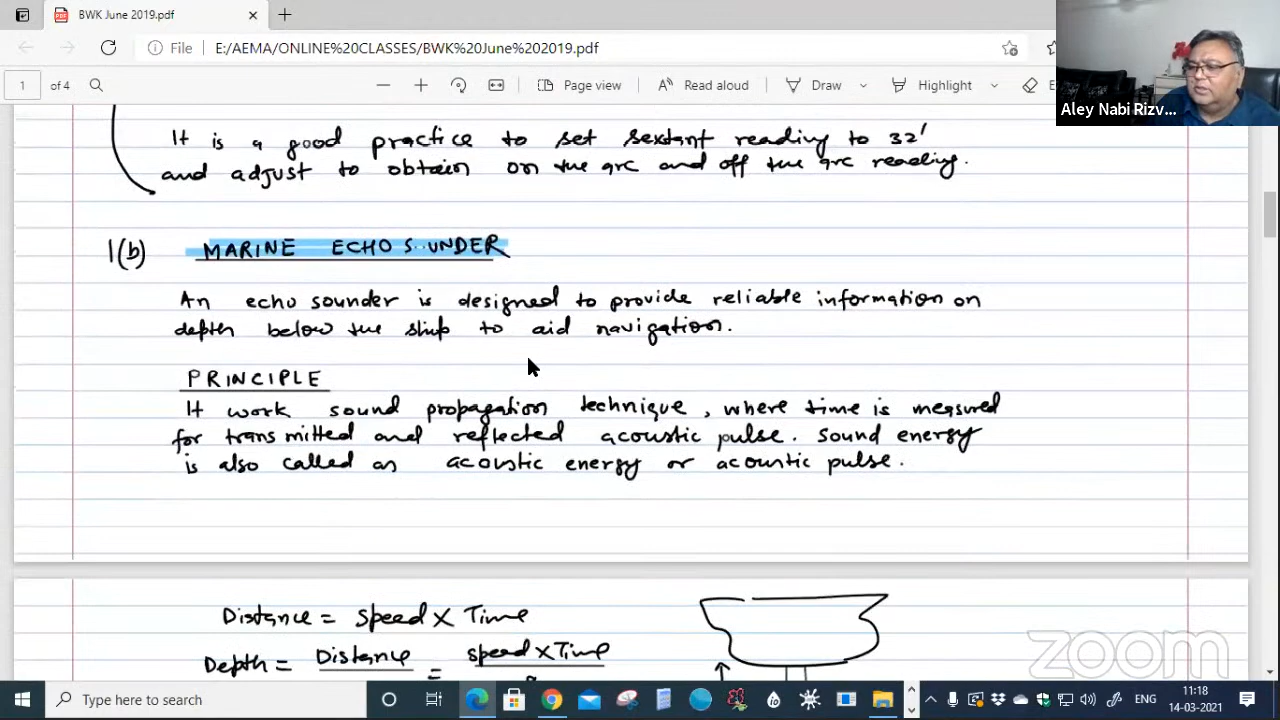 BWK June 2019.pdf
File E:/AEMA/ONLINE%20CLASSES/BWK%20June%202019.pdf
1 of 4 Page view Read aloud Draw Highlight
Aley Nabi Rizv...
It is a good practice to set sextant reading to 32'
and adjust to obtain on the arc and off the arc reading.
1(b) MARINE ECHO SOUNDER
An echo sounder is designed to provide reliable information on
depth below the ship to aid navigation.
PRINCIPLE
It work sound propagation technique, where time is measured
for transmitted and reflected acoustic pulse. Sound energy
is also called as acoustic energy or acoustic pulse.
Distance = Speed × Time
Depth = Distance = speed × Time
zoom
Type here to search
ENG
11:18
14-03-2021